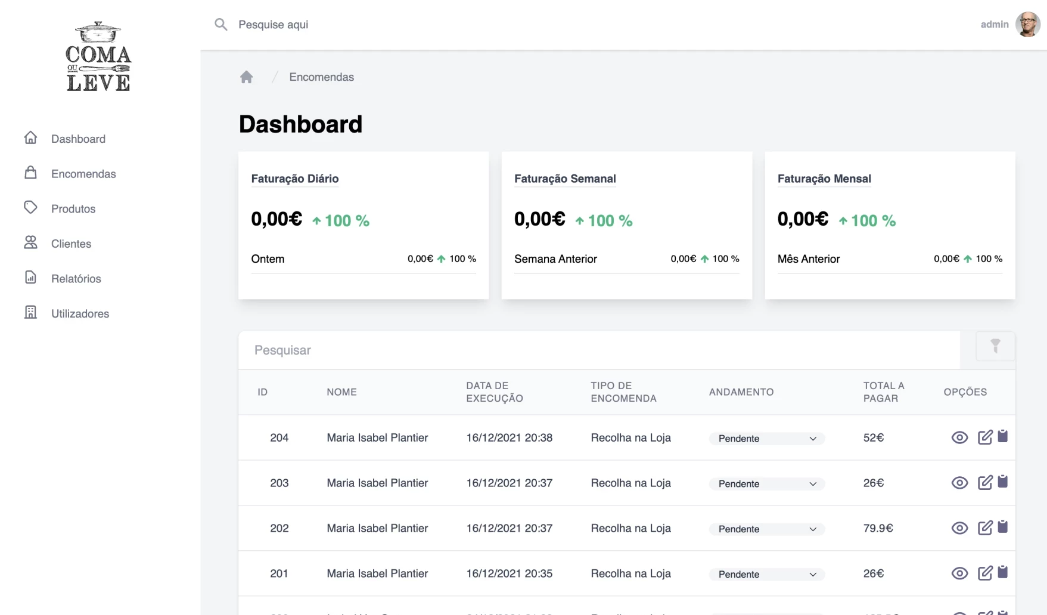 COMA
OU
LEVE
Pesquise aqui
admin
Encomendas
Dashboard
Encomendas
Produtos
Clientes
Relatórios
Utilizadores
Dashboard
Faturação Diário
0,00€ 100 %
Ontem 0,00€ 100 %
Faturação Semanal
0,00€ 100 %
Semana Anterior 0,00€ 100 %
Faturação Mensal
0,00€ 100 %
Mês Anterior 0,00€ 100 %
Pesquisar
ID NOME DATA DE EXECUÇÃO TIPO DE ENCOMENDA ANDAMENTO TOTAL A PAGAR OPÇÕES
204 Maria Isabel Plantier 16/12/2021 20:38 Recolha na Loja Pendente 52€
203 Maria Isabel Plantier 16/12/2021 20:37 Recolha na Loja Pendente 26€
202 Maria Isabel Plantier 16/12/2021 20:37 Recolha na Loja Pendente 79.9€
201 Maria Isabel Plantier 16/12/2021 20:35 Recolha na Loja Pendente 26€